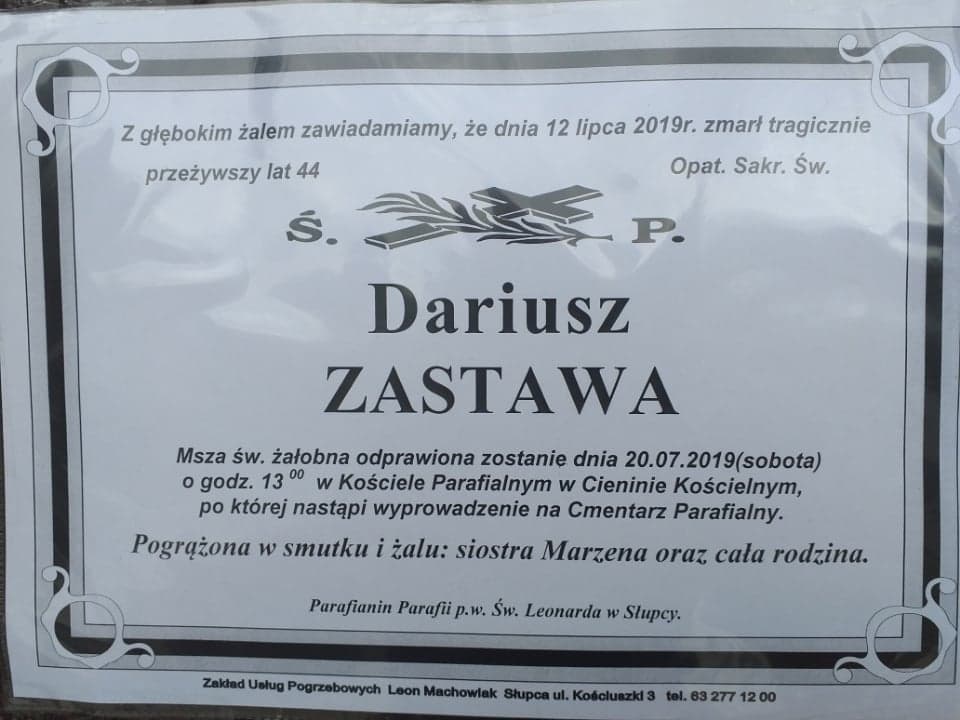 Z głębokim żalem zawiadamiamy, że dnia 12 lipca 2019r. zmarł tragicznie
przeżywszy lat 44 Opat. Sakr. Św.
Ś. P.
Dariusz
ZASTAWA
Msza św. żałobna odprawiona zostanie dnia 20.07.2019(sobota)
o godz. 13 00 w Kościele Parafialnym w Cieninie Kościelnym,
po której nastąpi wyprowadzenie na Cmentarz Parafialny.
Pogrążona w smutku i żalu: siostra Marzena oraz cała rodzina.
Parafianin Parafii p.w. Św. Leonarda w Słupcy.
Zakład Usług Pogrzebowych Leon Machowiak Słupca ul. Kościuszki 3 tel. 63 277 12 00